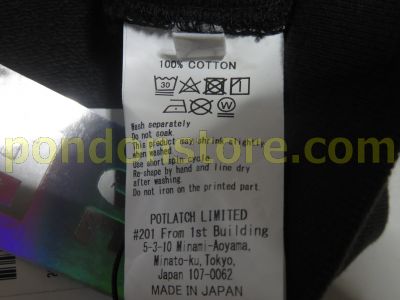 100% COTTON
30
W
Wash separately
Do not soak
This product may shrink slightly
when washed.
Use short spin cycle.
Re-shape by hand and line dry
after washing
Do not iron on the printed part.
pondonstore.com
POTLATCH LIMITED
#201 From 1st Building
5-3-10 Minami-Aoyama,
Minato-ku, Tokyo,
Japan 107-0062
MADE IN JAPAN